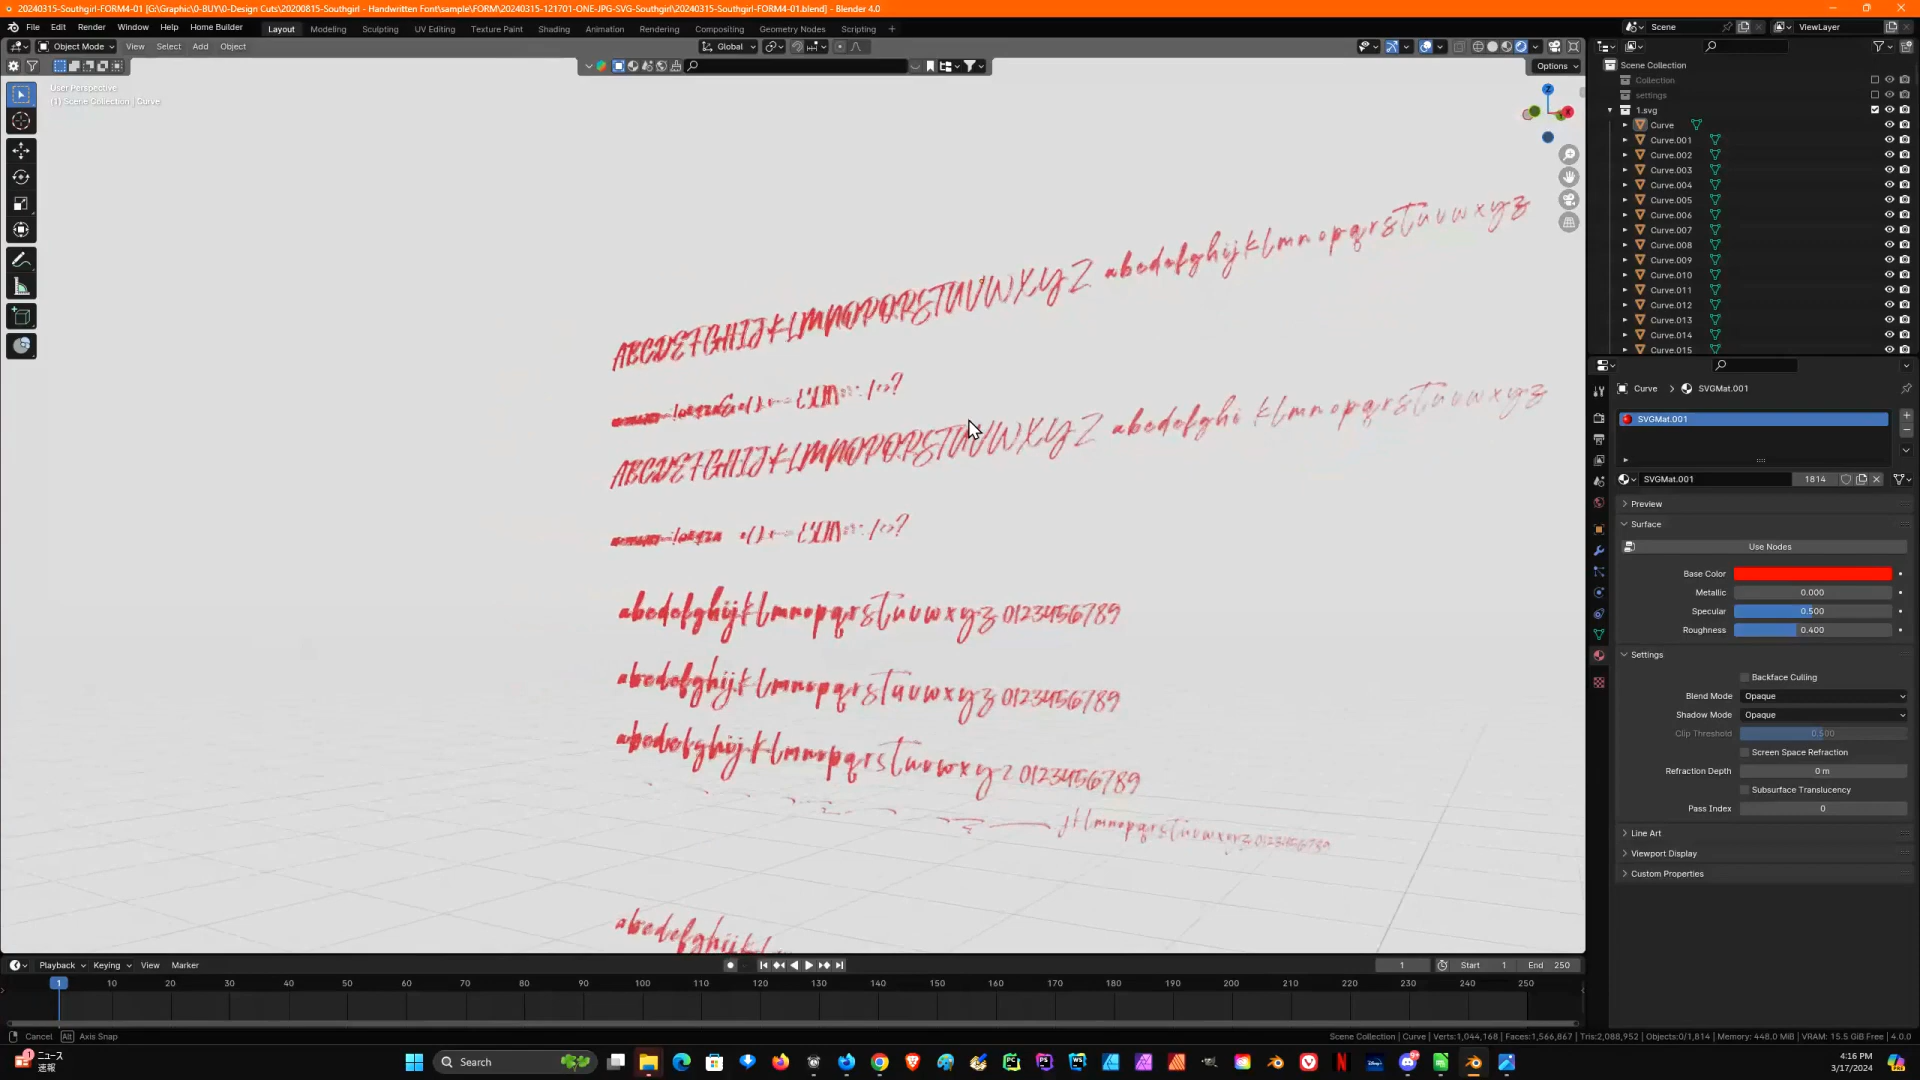 20240315-Southgirl-FORM4-01 [G:\Graphic\0-BUY\0-Design Cuts\20200815-Southgirl - Handwritten Font\sample\FORM\20240315-121701-ONE-JPG-SVG-Southgirl\20240315-Southgirl-FORM4-01.blend] - Blender 4.0
File Edit Render Window Help Home Builder Layout Modeling Sculpting UV Editing Texture Paint Shading Animation Rendering Compositing Geometry Nodes Scripting + Scene ViewLayer
Object Mode View Select Add Object Global
Options
User Perspective
(1) Scene Collection | Curve
Z
X
Scene Collection
Collection
settings
1.svg
Curve
Curve.001
Curve.002
Curve.003
Curve.004
Curve.005
Curve.006
Curve.007
Curve.008
Curve.009
Curve.010
Curve.011
Curve.012
Curve.013
Curve.014
Curve.015
ABCDEFGHIJKLMNOPQRSTUVWXYZ abcdefghijklmnopqrstuvwxyz
ABCDEFGHIJKLMNOPQRSTUVWXYZ abcdefghi klmnopqrstuvwxyz
abcdefghijklmnopqrstuvwxyz 0123456789
abcdefghijklmnopqrstuvwxyz 0123456789
abcdefghijklmnopqrstuvwxyz 0123456789
jklmnopqrstuvwxyz0123456789
abcdefghijkl
Curve > SVGMat.001
SVGMat.001
SVGMat.001 1814
Preview
Surface
Use Nodes
Base Color
Metallic 0.000
Specular 0.500
Roughness 0.400
Settings
Backface Culling
Blend Mode Opaque
Shadow Mode Opaque
Clip Threshold 0.500
Screen Space Refraction
Refraction Depth 0 m
Subsurface Translucency
Pass Index 0
Line Art
Viewport Display
Custom Properties
Playback Keying View Marker 1 Start 1 End 250
1 10 20 30 40 50 60 70 80 90 100 110 120 130 140 150 160 170 180 190 200 210 220 230 240 250
Cancel Alt Axis Snap
Scene Collection | Curve | Verts:1,044,168 | Faces:1,566,867 | Tris:2,088,952 | Objects:0/1,814 | Memory: 448.0 MiB | VRAM: 15.5 GiB Free | 4.0.0
ニュース
速報
Search
4:16 PM
3/17/2024